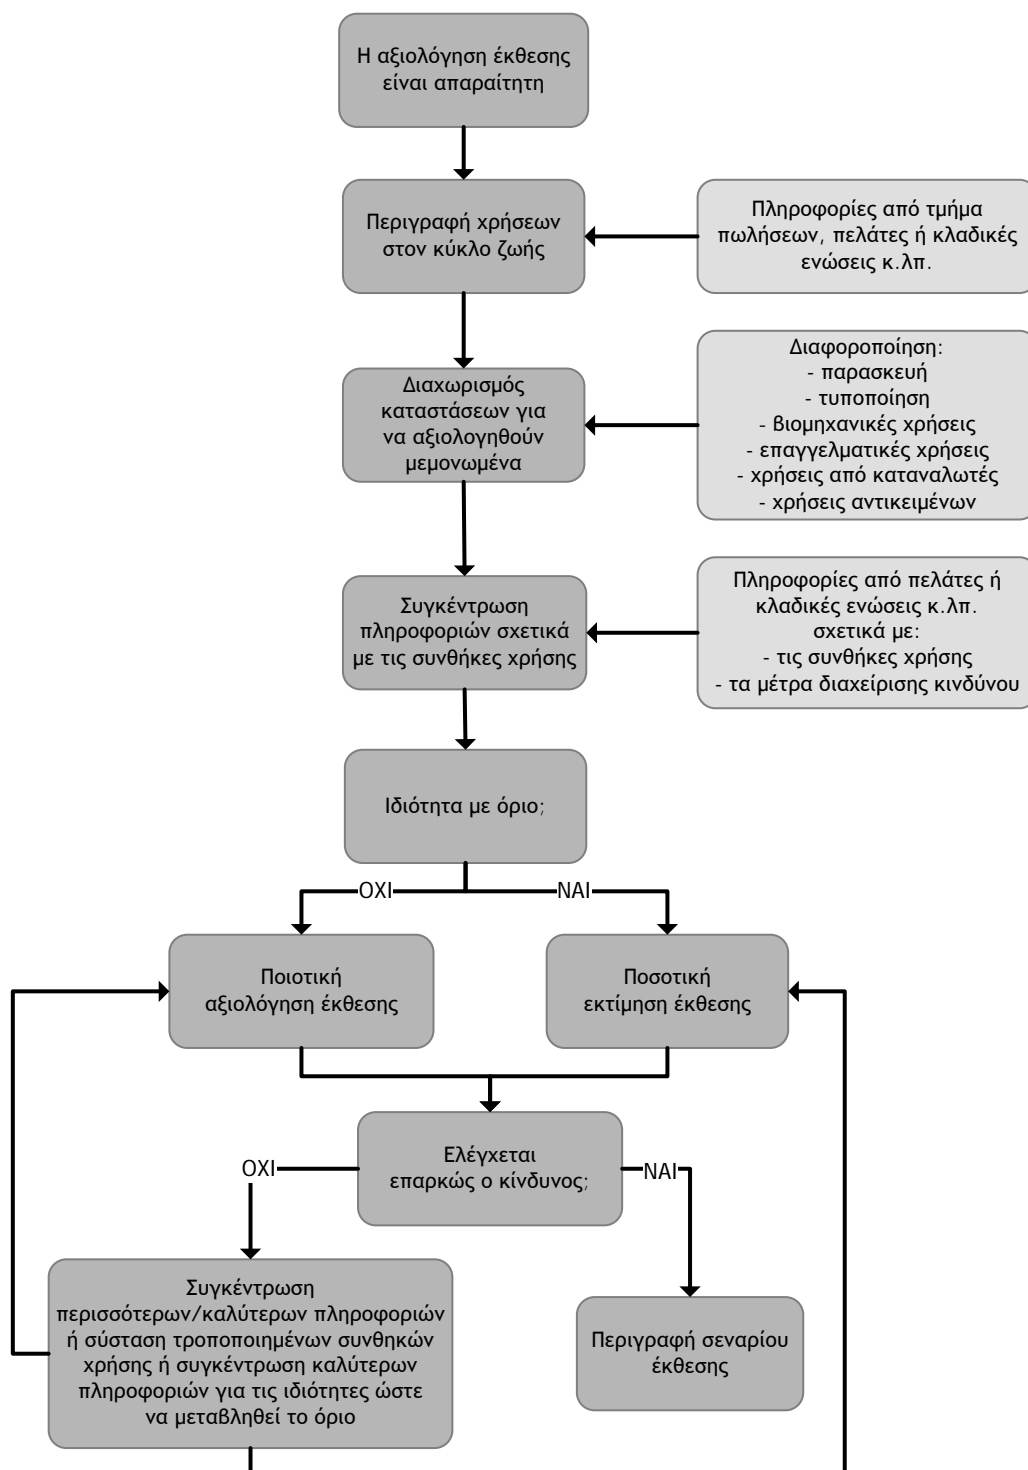 Η αξιολόγηση έκθεσης
είναι απαραίτητη
Περιγραφή χρήσεων
στον κύκλο ζωής
Πληροφορίες από τμήμα
πωλήσεων, πελάτες ή κλαδικές
ενώσεις κ.λπ.
Διαχωρισμός
καταστάσεων για
να αξιολογηθούν
μεμονωμένα
Διαφοροποίηση:
- παρασκευή
- τυποποίηση
- βιομηχανικές χρήσεις
- επαγγελματικές χρήσεις
- χρήσεις από καταναλωτές
- χρήσεις αντικειμένων
Συγκέντρωση
πληροφοριών σχετικά
με τις συνθήκες χρήσης
Πληροφορίες από πελάτες ή
κλαδικές ενώσεις κ.λπ.
σχετικά με:
- τις συνθήκες χρήσης
- τα μέτρα διαχείρισης κινδύνου
Ιδιότητα με όριο;
ΟΧΙ
ΝΑΙ
Ποιοτική
αξιολόγηση έκθεσης
Ποσοτική
εκτίμηση έκθεσης
Ελέγχεται
επαρκώς ο κίνδυνος;
ΟΧΙ
ΝΑΙ
Συγκέντρωση
περισσότερων/καλύτερων πληροφοριών
ή σύσταση τροποποιημένων συνθηκών
χρήσης ή συγκέντρωση καλύτερων
πληροφοριών για τις ιδιότητες ώστε
να μεταβληθεί το όριο
Περιγραφή σεναρίου
έκθεσης